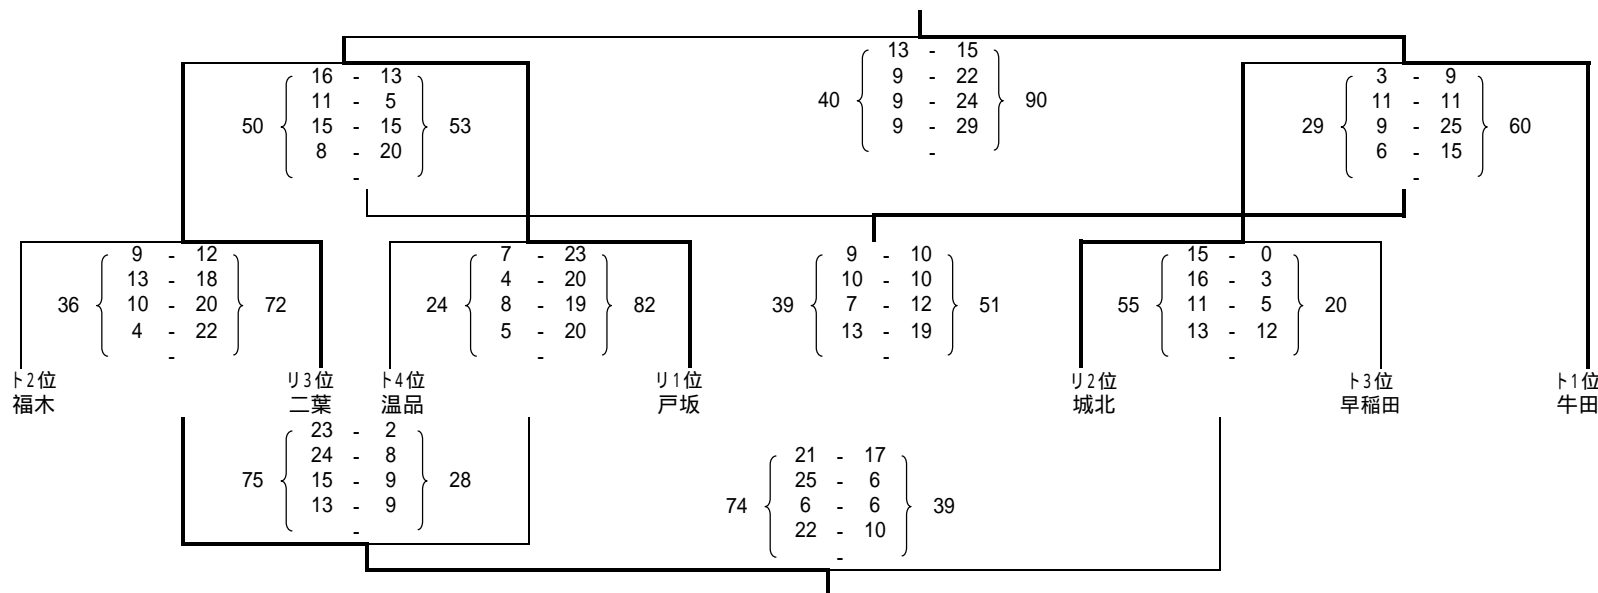 13 - 15
16 - 13
9 - 22
3 - 9
11 - 5
40
9 - 24
90
11 - 11
50
15 - 15
53
9 - 29
29
9 - 25
60
8 - 20
-
6 - 15
-
-
9 - 12
7 - 23
9 - 10
15 - 0
13 - 18
4 - 20
10 - 10
16 - 3
36
10 - 20
72
24
8 - 19
82
39
7 - 12
51
55
11 - 5
20
4 - 22
5 - 20
13 - 19
13 - 12
-
-
-
-
ト2位
リ3位
ト4位
リ1位
リ2位
ト3位
ト1位
福木
二葉
温品
戸坂
城北
早稲田
牛田
23 - 2
24 - 8
21 - 17
75
15 - 9
28
25 - 6
13 - 9
74
6 - 6
39
-
22 - 10
-